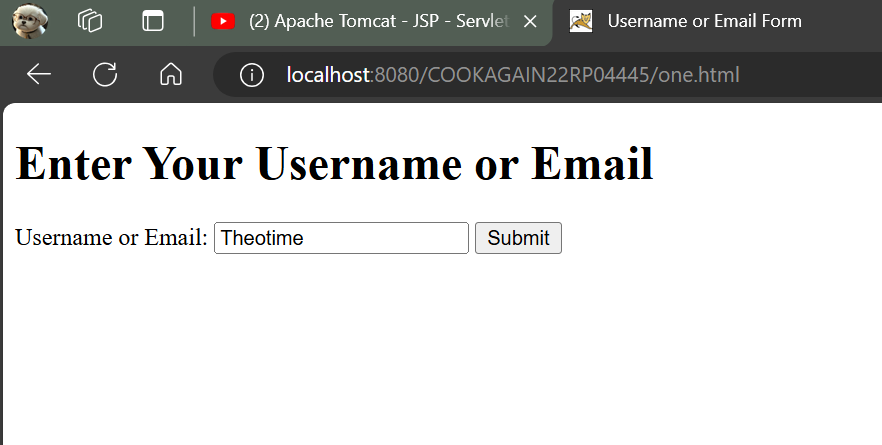 (2) Apache Tomcat - JSP - Servlet
Username or Email Form
localhost:8080/COOKAGAIN22RP04445/one.html
Enter Your Username or Email
Username or Email: Theotime Submit